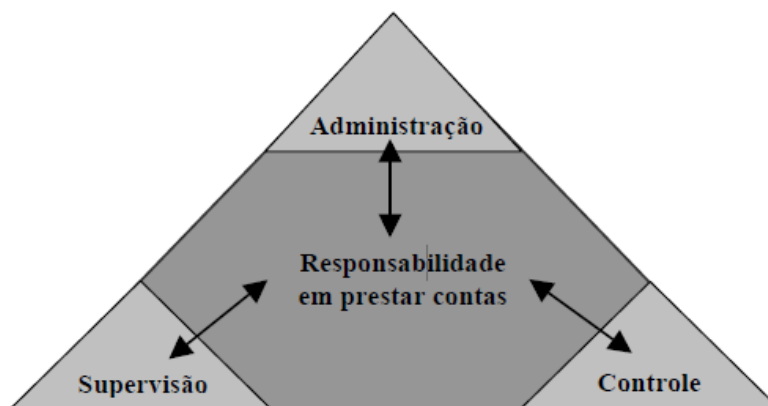 Administração
Responsabilidade
em prestar contas
Supervisão
Controle